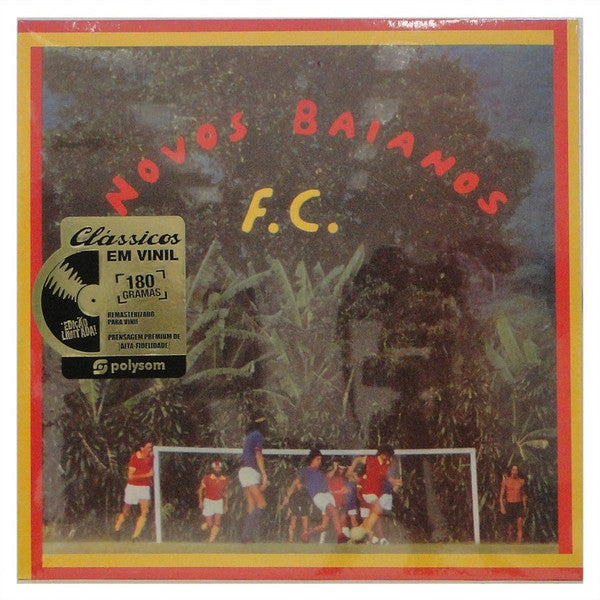 NOVOS BAIANOS
F.C.
Clássicos
EM VINIL
180
GRAMAS
EDIÇÃO
LIMITADA!
REMASTERIZADO
PARA VINIL
PRENSAGEM PREMIUM DE
ALTA-FIDELIDADE
polysom